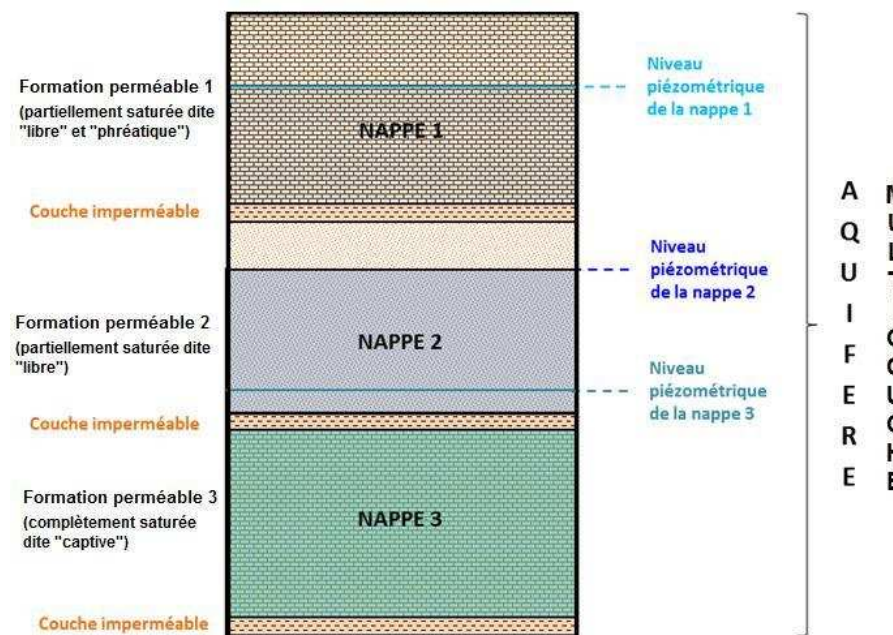 Formation perméable 1
(partiellement saturée dite
"libre" et "phréatique")
Couche imperméable
Formation perméable 2
(partiellement saturée dite
"libre")
Couche imperméable
Formation perméable 3
(complètement saturée
dite "captive")
Couche imperméable
NAPPE 1
NAPPE 2
NAPPE 3
Niveau
piézométrique
de la nappe 1
Niveau
piézométrique
de la nappe 2
Niveau
piézométrique
de la nappe 3
AQUIFERE